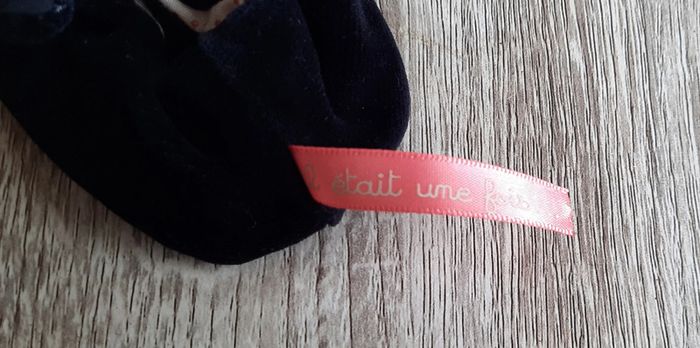 l était une fois